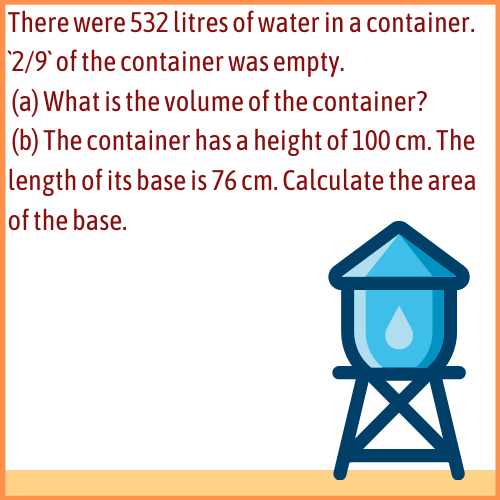 There were 532 litres of water in a container.
`2/9` of the container was empty.
(a) What is the volume of the container?
(b) The container has a height of 100 cm. The
length of its base is 76 cm. Calculate the area
of the base.